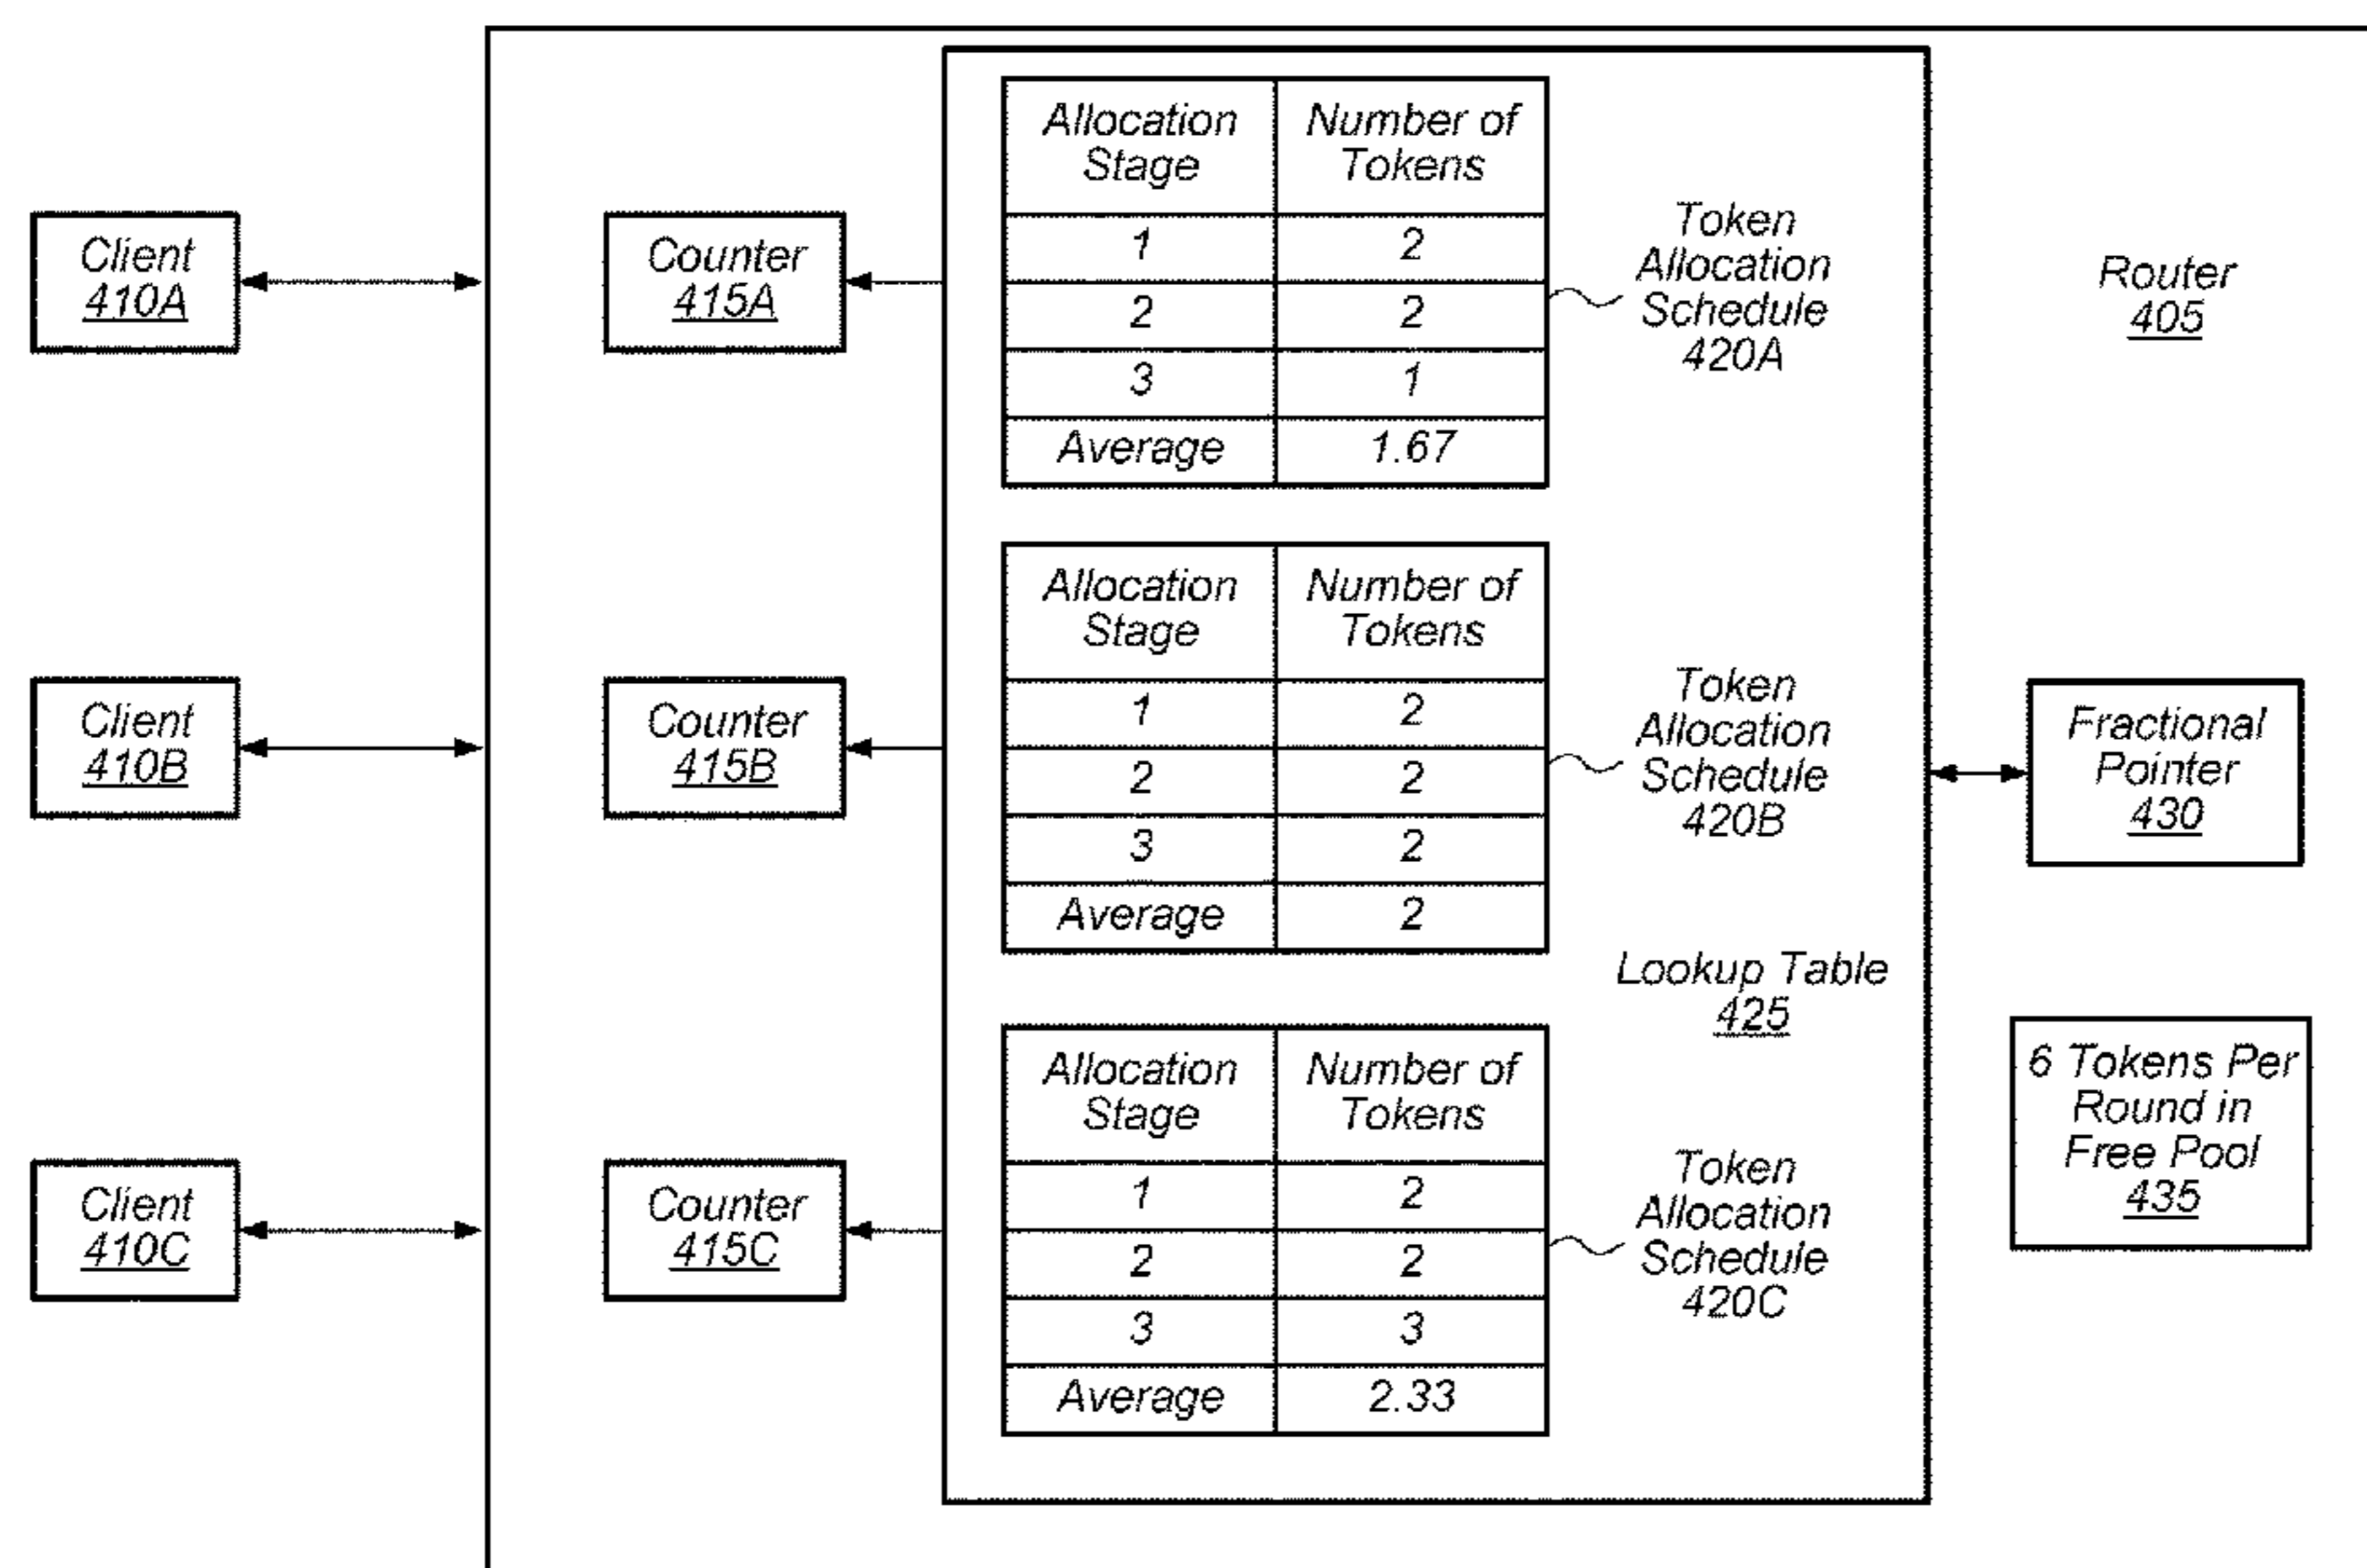 Client
410A
Client
410B
Client
410C
Counter
415A
Counter
415B
Counter
415C
Allocation Stage
Number of Tokens
1 2
2 2
3 1
Average 1.67
Token
Allocation
Schedule
420A
Allocation Stage
Number of Tokens
1 2
2 2
3 2
Average 2
Token
Allocation
Schedule
420B
Lookup Table
425
Allocation Stage
Number of Tokens
1 2
2 2
3 3
Average 2.33
Token
Allocation
Schedule
420C
Router
405
Fractional
Pointer
430
6 Tokens Per
Round in
Free Pool
435